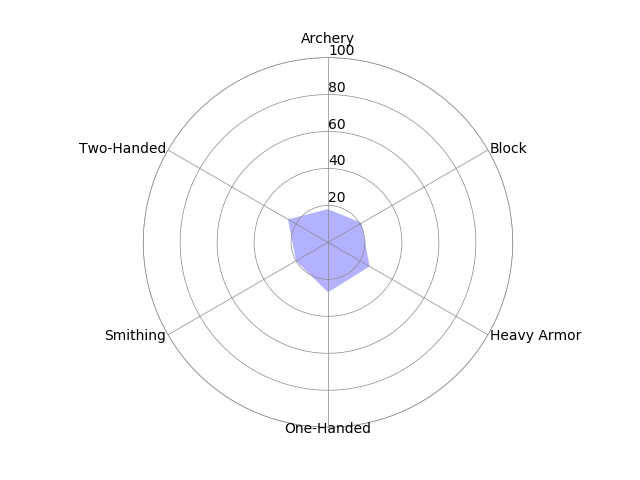 Archery
100
80
60
40
20
Two-Handed
Block
Smithing
Heavy Armor
One-Handed